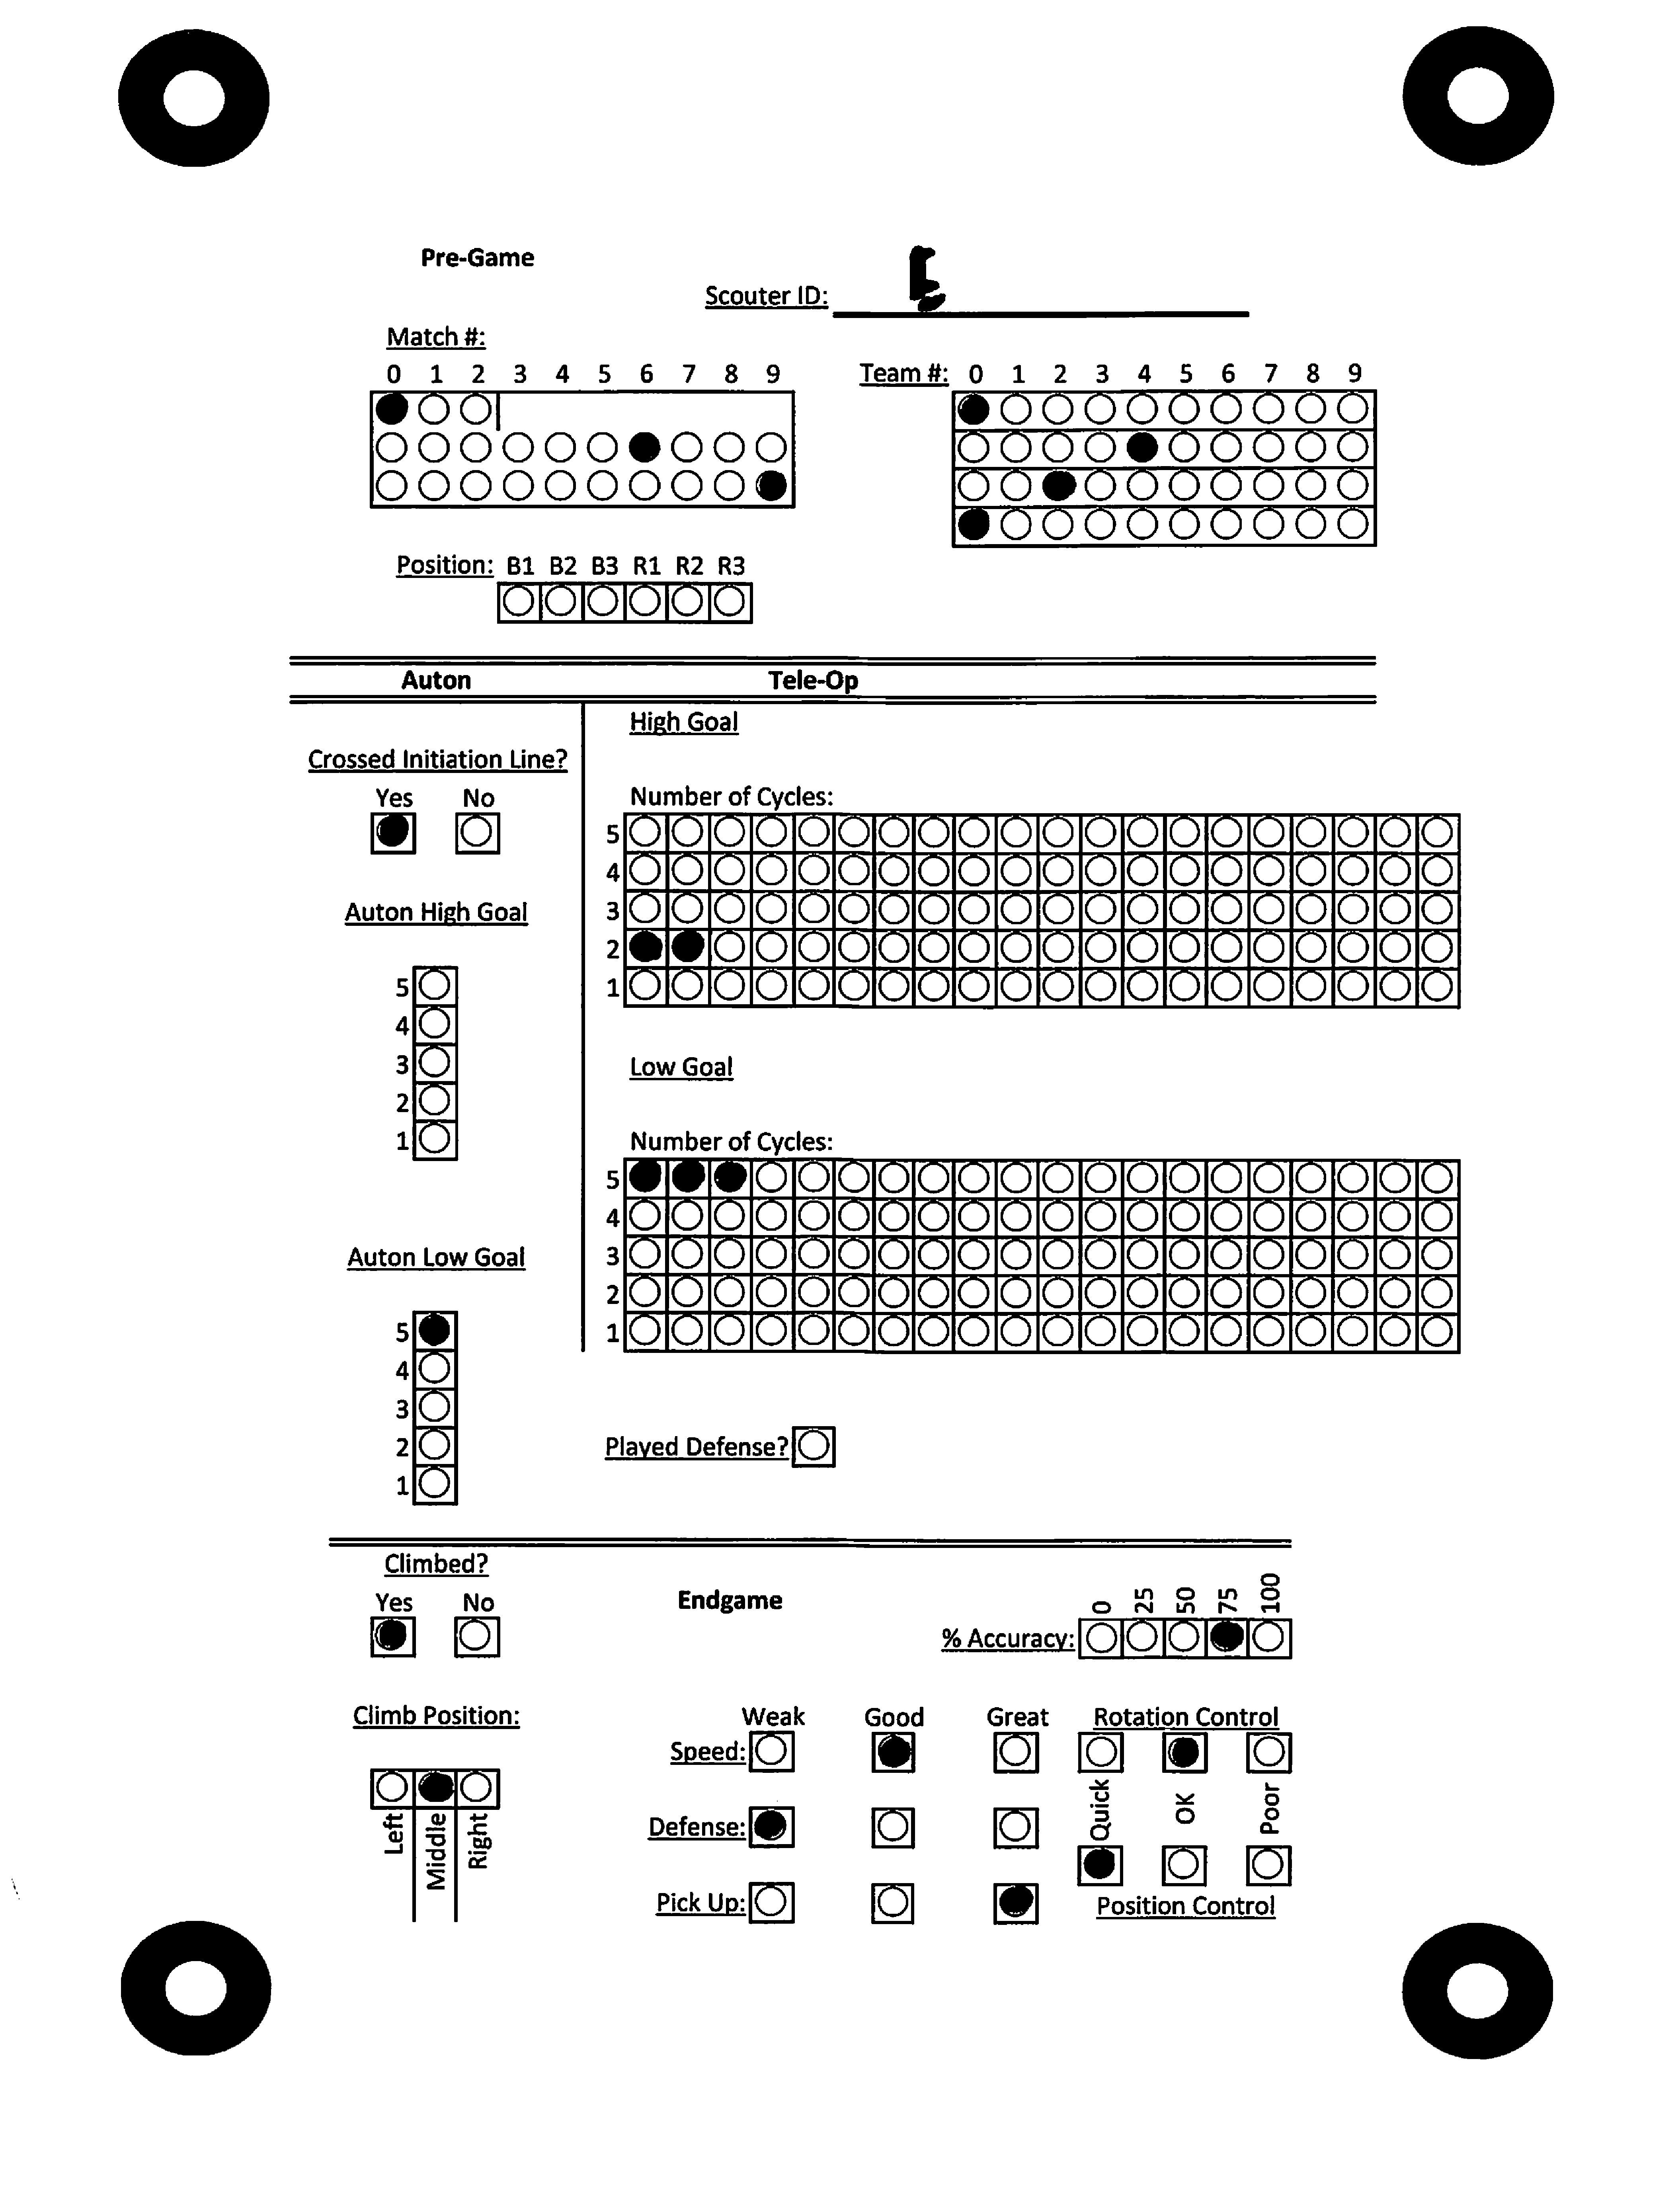 Pre-Game
Scouter ID:
Match #:
0 1 2 3 4 5 6 7 8 9
Team #: 0 1 2 3 4 5 6 7 8 9
Position: B1 B2 B3 R1 R2 R3
Auton Tele-Op
High Goal
Crossed Initiation Line?
Yes No
Number of Cycles:
5
4
3
2
1
Auton High Goal
5
4
3
2
1
Low Goal
Number of Cycles:
5
4
3
2
1
Auton Low Goal
5
4
3
2
1
Played Defense?
Climbed?
Yes No
Endgame
% Accuracy: 0 25 50 75 100
Climb Position:
Left Middle Right
Weak Good Great
Speed:
Defense:
Pick Up:
Rotation Control
Quick OK Poor
Position Control